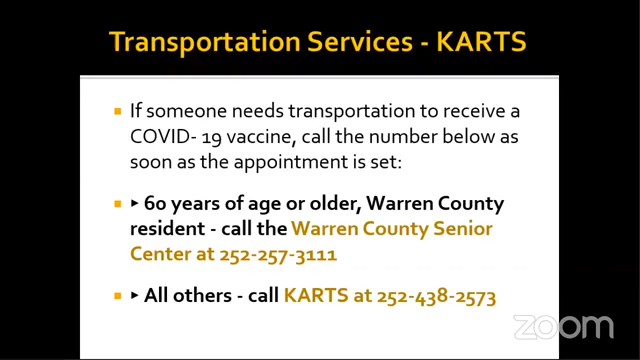 Transportation Services - KARTS
If someone needs transportation to receive a
COVID- 19 vaccine, call the number below as
soon as the appointment is set:
▸ 60 years of age or older, Warren County
resident - call the Warren County Senior
Center at 252-257-3111
▸ All others - call KARTS at 252-438-2573
zoom